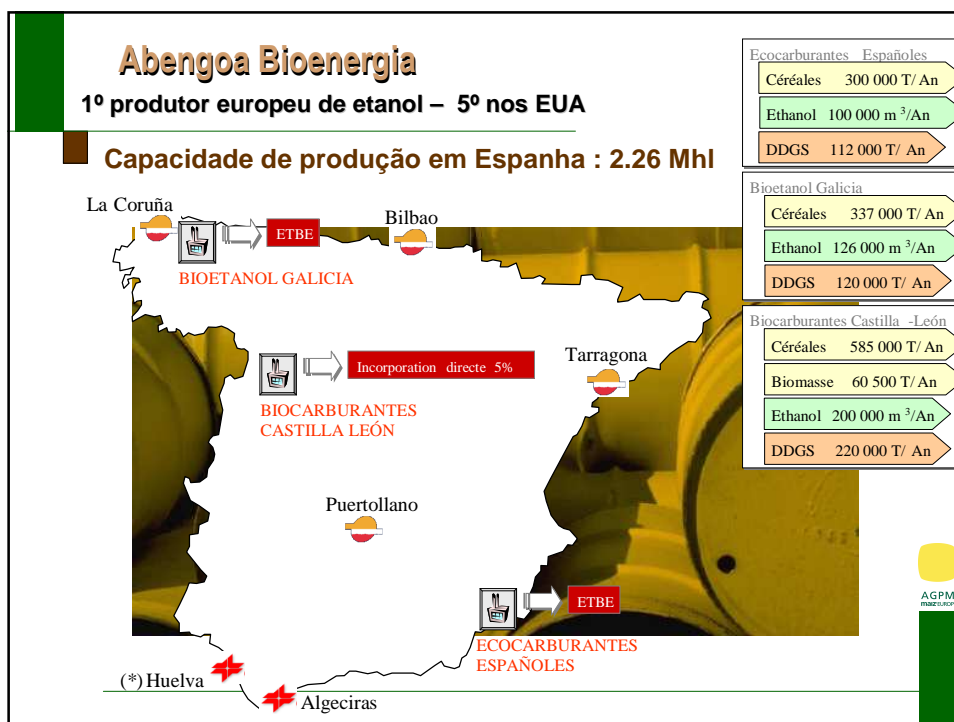 Abengoa Bioenergia
1º produtor europeu de etanol – 5º nos EUA
Capacidade de produção em Espanha : 2.26 Mhl
Ecocarburantes Españoles
Céréales 300 000 T/ An
Ethanol 100 000 m ³/An
DDGS 112 000 T/ An
Bioetanol Galicia
Céréales 337 000 T/ An
Ethanol 126 000 m ³/An
DDGS 120 000 T/ An
Biocarburantes Castilla -León
Céréales 585 000 T/ An
Biomasse 60 500 T/ An
Ethanol 200 000 m ³/An
DDGS 220 000 T/ An
La Coruña
ETBE
Bilbao
BIOETANOL GALICIA
Incorporation directe 5%
Tarragona
BIOCARBURANTES
CASTILLA LEÓN
Puertollano
ETBE
ECOCARBURANTES
ESPAÑOLES
(*) Huelva
Algeciras
AGPM